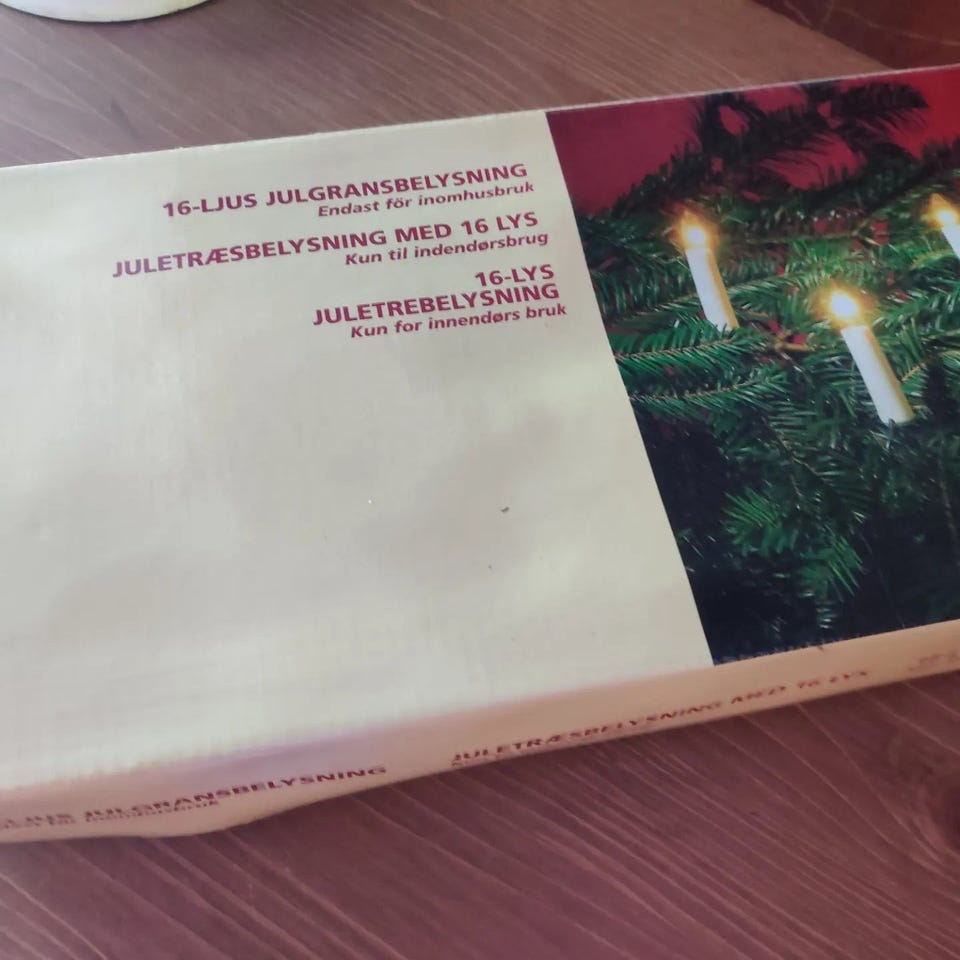 16-LJUS JULGRANSBELYSNING
Endast för inomhusbruk
JULETRÆSBELYSNING MED 16 LYS
Kun til indendørsbrug
16-LYS
JULETREBELYSNING
Kun for innendørs bruk
JULGRANSBELYSNING
JULETRÆSBELYSNING MED 16 LYS